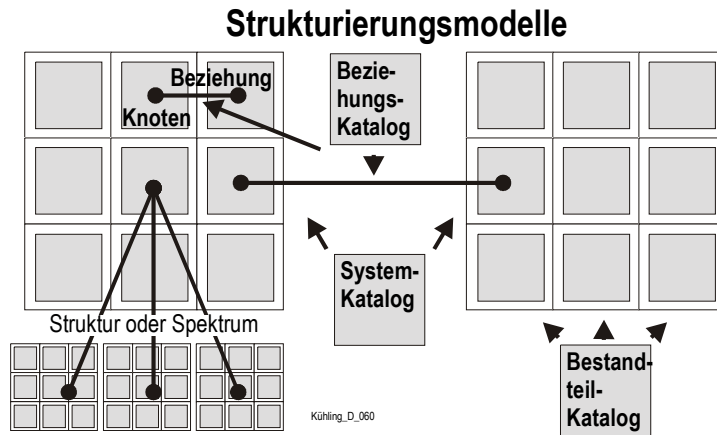 Strukturierungsmodelle
Beziehung
Knoten
Bezie-
hungs-
Katalog
System-
Katalog
Struktur oder Spektrum
Bestand-
teil-
Katalog
Kühling_D_060